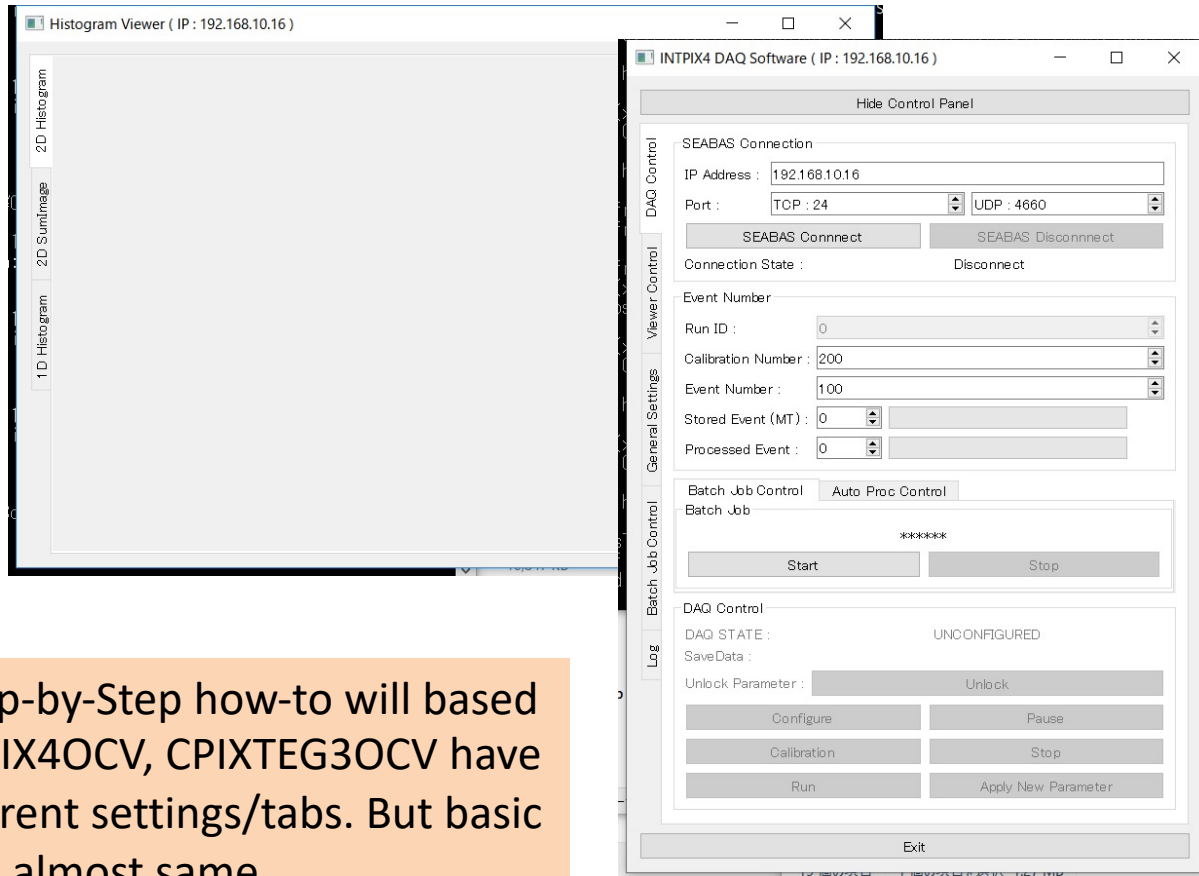 Histogram Viewer ( IP : 192.168.10.16 )
2D Histogram
2D SumImage
1D Histogram
INTPIX4 DAQ Software ( IP : 192.168.10.16 )
Hide Control Panel
DAQ Control
Viewer Control
General Settings
Batch Job Control
Log
SEABAS Connection
IP Address : 192.168.10.16
Port : TCP : 24 UDP : 4660
SEABAS Connnect SEABAS Disconnnect
Connection State : Disconnect
Event Number
Run ID : 0
Calibration Number : 200
Event Number : 100
Stored Event (MT) : 0
Processed Event : 0
Batch Job Control Auto Proc Control
Batch Job
******
Start Stop
DAQ Control
DAQ STATE : UNCONFIGURED
SaveData :
Unlock Parameter : Unlock
Configure Pause
Calibration Stop
Run Apply New Parameter
Exit
p-by-Step how-to will based
IX4OCV, CPIXTEG3OCV have
rent settings/tabs. But basic
almost same